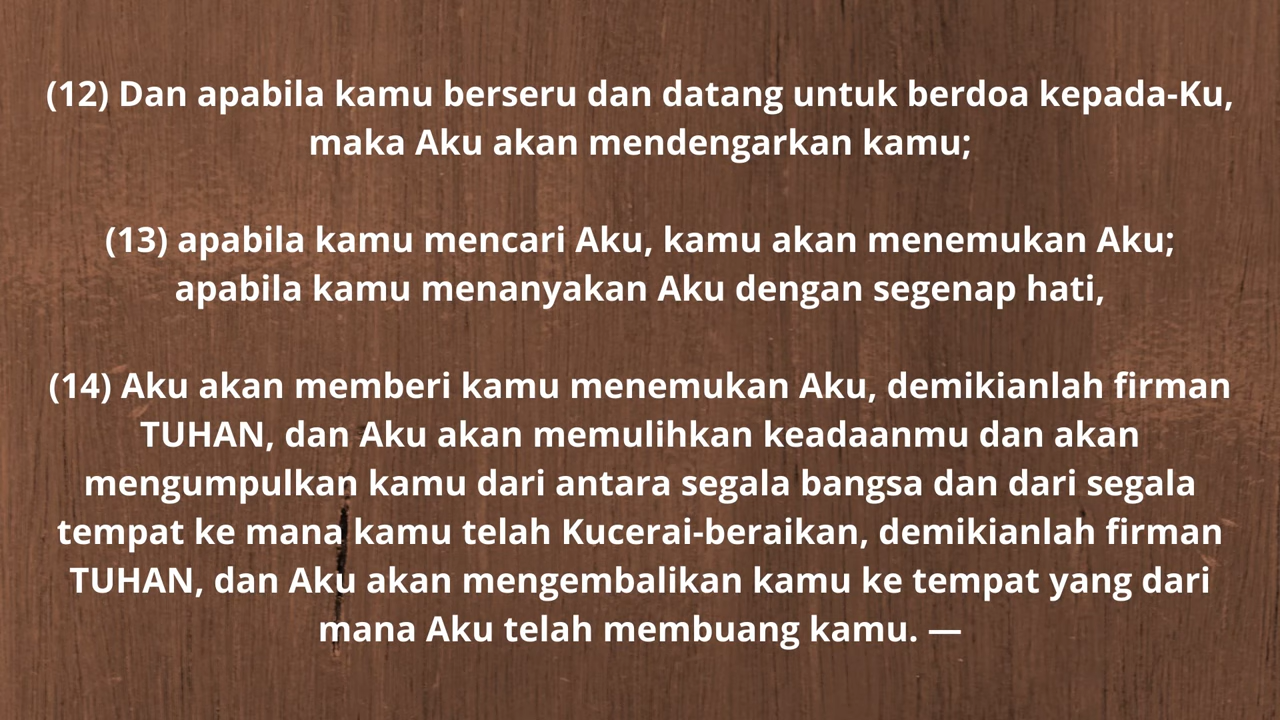 (12) Dan apabila kamu berseru dan datang untuk berdoa kepada-Ku,
maka Aku akan mendengarkan kamu;
(13) apabila kamu mencari Aku, kamu akan menemukan Aku;
apabila kamu menanyakan Aku dengan segenap hati,
(14) Aku akan memberi kamu menemukan Aku, demikianlah firman
TUHAN, dan Aku akan memulihkan keadaanmu dan akan
mengumpulkan kamu dari antara segala bangsa dan dari segala
tempat ke mana kamu telah Kucerai-beraikan, demikianlah firman
TUHAN, dan Aku akan mengembalikan kamu ke tempat yang dari
mana Aku telah membuang kamu. —